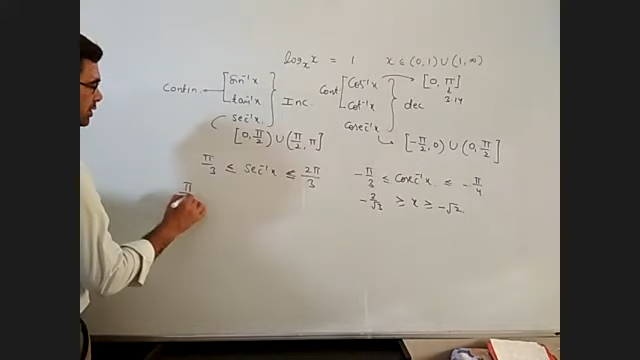 log_x x = 1 x ∈ (0,1) ∪ (1,∞)
Contin. ← [ sin⁻¹x
tan⁻¹x
sec⁻¹x } Inc.
[0, π/2) ∪ (π/2, π]
Cont [ cos⁻¹x → [0, π]
3.14
cot⁻¹x
cosec⁻¹x } dec
[-π/2, 0) ∪ (0, π/2]
π/3 ≤ sec⁻¹x ≤ 2π/3
π
-π/3 ≤ cosec⁻¹x ≤ -π/4
-2/√3 ≥ x ≥ -√2